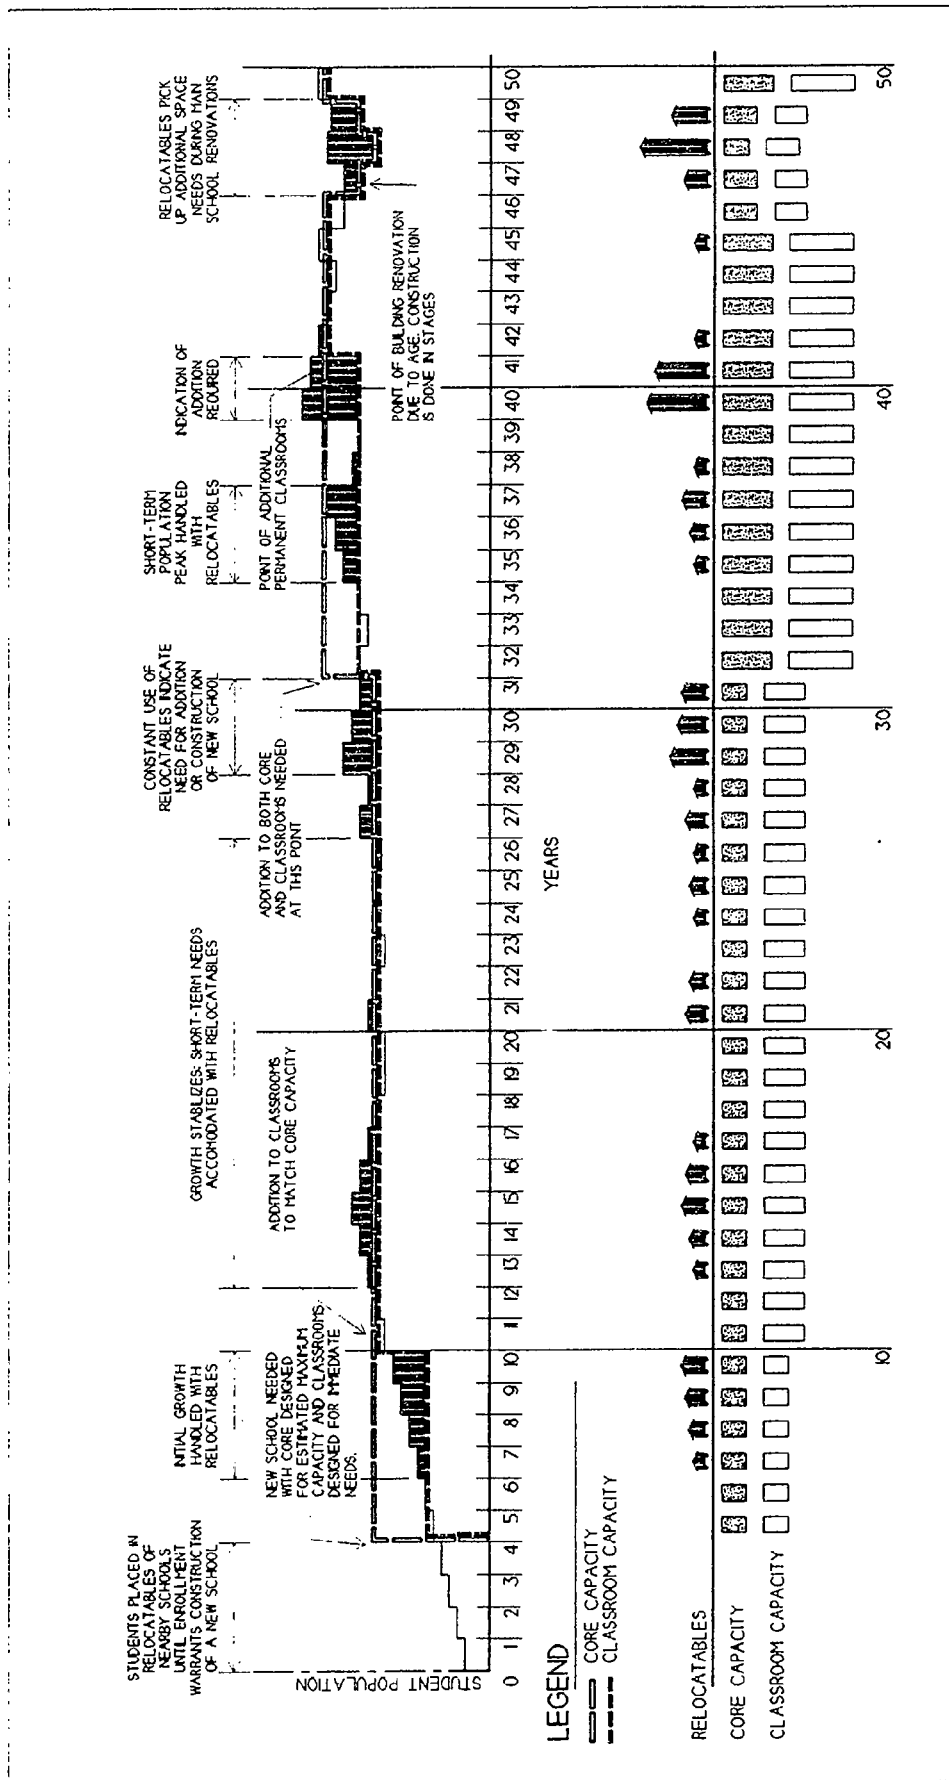 STUDENTS PLACED IN
RELOCATABLES OF
NEARBY SCHOOLS
UNTIL ENROLLMENT
WARRANTS CONSTRUCTION
OF A NEW SCHOOL
INITIAL GROWTH
HANDLED WITH
RELOCATABLES
GROWTH STABLIZES: SHORT-TERM NEEDS
ACCOMODATED WITH RELOCATABLES
CONSTANT USE OF
RELOCATABLES INDICATE
NEED FOR ADDITION
OR CONSTRUCTION
OF NEW SCHOOL
SHORT-TERM
POPULATION
PEAK HANDLED
WITH
RELOCATABLES
INDICATION OF
ADDITION
REQURED
RELOCATABLES PICK
UP ADDITIONAL SPACE
NEEDS DURING MAN
SCHOOL RENOVATIONS
NEW SCHOOL NEEDED
WITH CORE DESIGNED
FOR ESTIMATED MAXIMUM
CAPACITY AND CLASSROOMS
DESIGNED FOR IMMEDIATE
NEEDS.
ADDITION TO CLASSROOMS
TO MATCH CORE CAPACITY
ADDITION TO BOTH CORE
AND CLASSROOMS NEEDED
AT THIS POINT
POINT OF ADDITIONAL
PERMANENT CLASSROOMS
POINT OF BUILDING RENOVATION
DUE TO AGE. CONSTRUCTION
IS DONE IN STAGES
STUDENT POPULATION
0 1 2 3 4 5 6 7 8 9 10 11 12 13 14 15 16 17 18 19 20 21 22 23 24 25 26 27 28 29 30 31 32 33 34 35 36 37 38 39 40 41 42 43 44 45 46 47 48 49 50
YEARS
LEGEND
CORE CAPACITY
CLASSROOM CAPACITY
RELOCATABLES
CORE CAPACITY
CLASSROOM CAPACITY
10 20 30 40 50